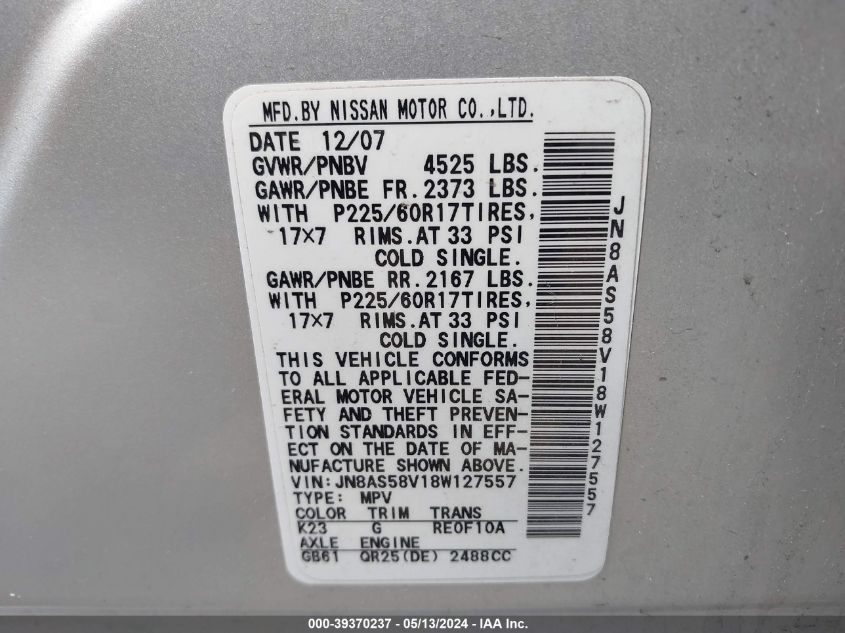 MFD.BY NISSAN MOTOR CO.,LTD.
DATE 12/07
GVWR/PNBV 4525 LBS.
GAWR/PNBE FR.2373 LBS.
WITH P225/60R17TIRES,
17×7 RIMS.AT 33 PSI
COLD SINGLE.
GAWR/PNBE RR.2167 LBS.
WITH P225/60R17TIRES,
17×7 RIMS.AT 33 PSI
COLD SINGLE.
THIS VEHICLE CONFORMS
TO ALL APPLICABLE FED-
ERAL MOTOR VEHICLE SA-
FETY AND THEFT PREVEN-
TION STANDARDS IN EFF-
ECT ON THE DATE OF MA-
NUFACTURE SHOWN ABOVE.
VIN:JN8AS58V18W127557
TYPE: MPV
COLOR TRIM TRANS
K23 G RE0F10A
AXLE ENGINE
GB61 QR25(DE) 2488CC
JN8AS58V18W127557
000-39370237 - 05/13/2024 - IAA Inc.